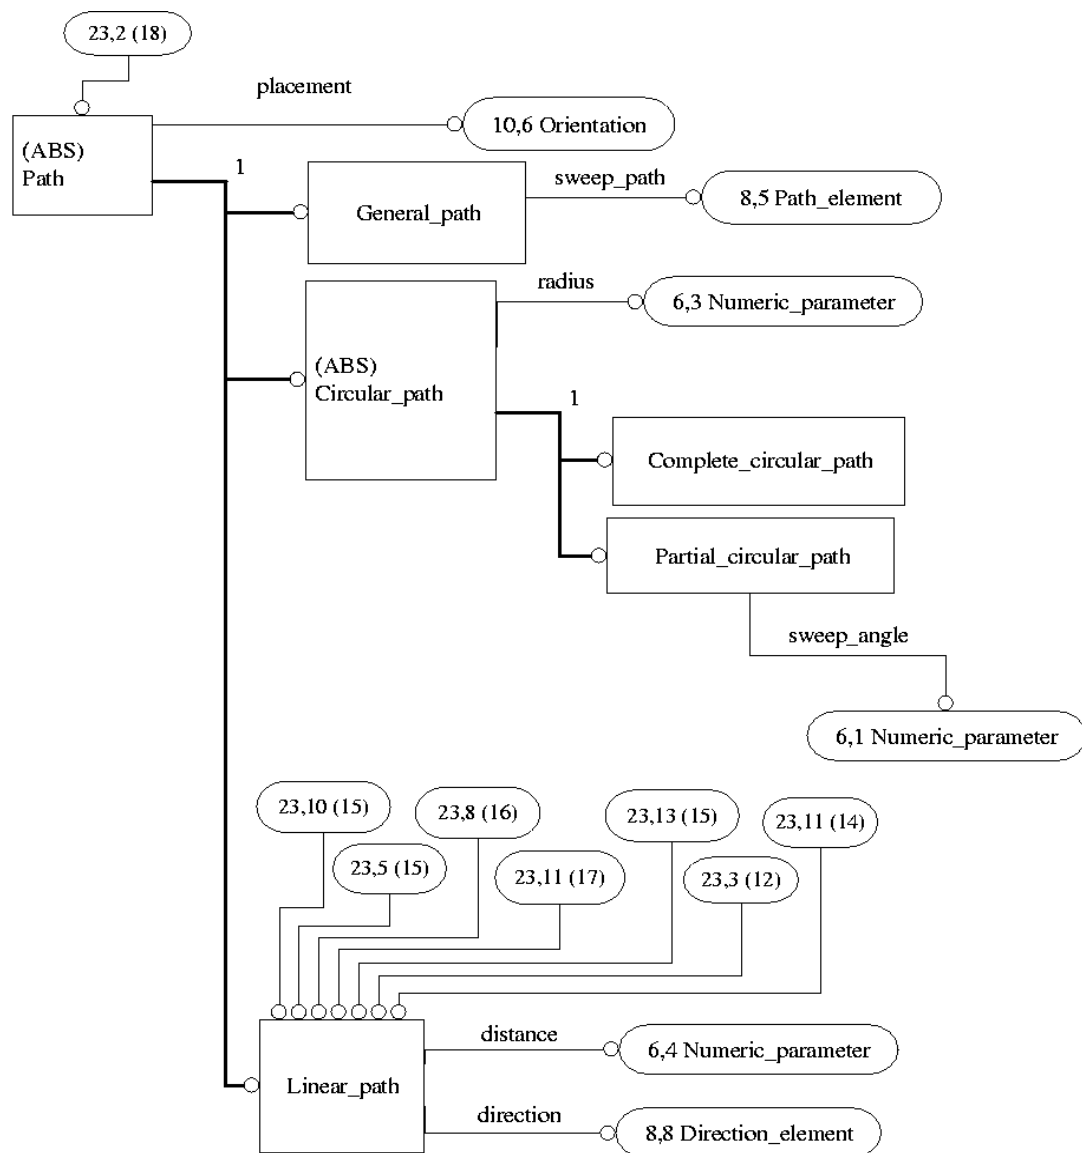 23,2 (18)
placement
10,6 Orientation
(ABS)
Path
1
General_path
sweep_path
8,5 Path_element
radius
6,3 Numeric_parameter
(ABS)
Circular_path
1
Complete_circular_path
Partial_circular_path
sweep_angle
6,1 Numeric_parameter
23,10 (15)
23,8 (16)
23,13 (15)
23,11 (14)
23,5 (15)
23,11 (17)
23,3 (12)
distance
6,4 Numeric_parameter
Linear_path
direction
8,8 Direction_element